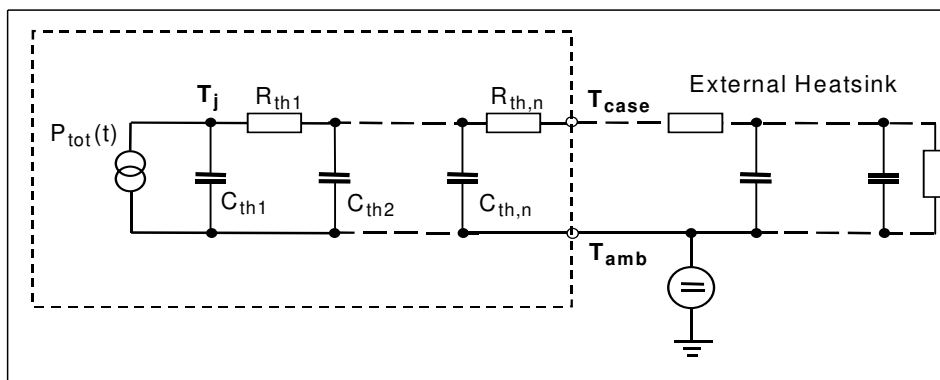 External Heatsink
T_j
R_th1
R_th,n
T_case
P_tot(t)
C_th1
C_th2
C_th,n
T_amb